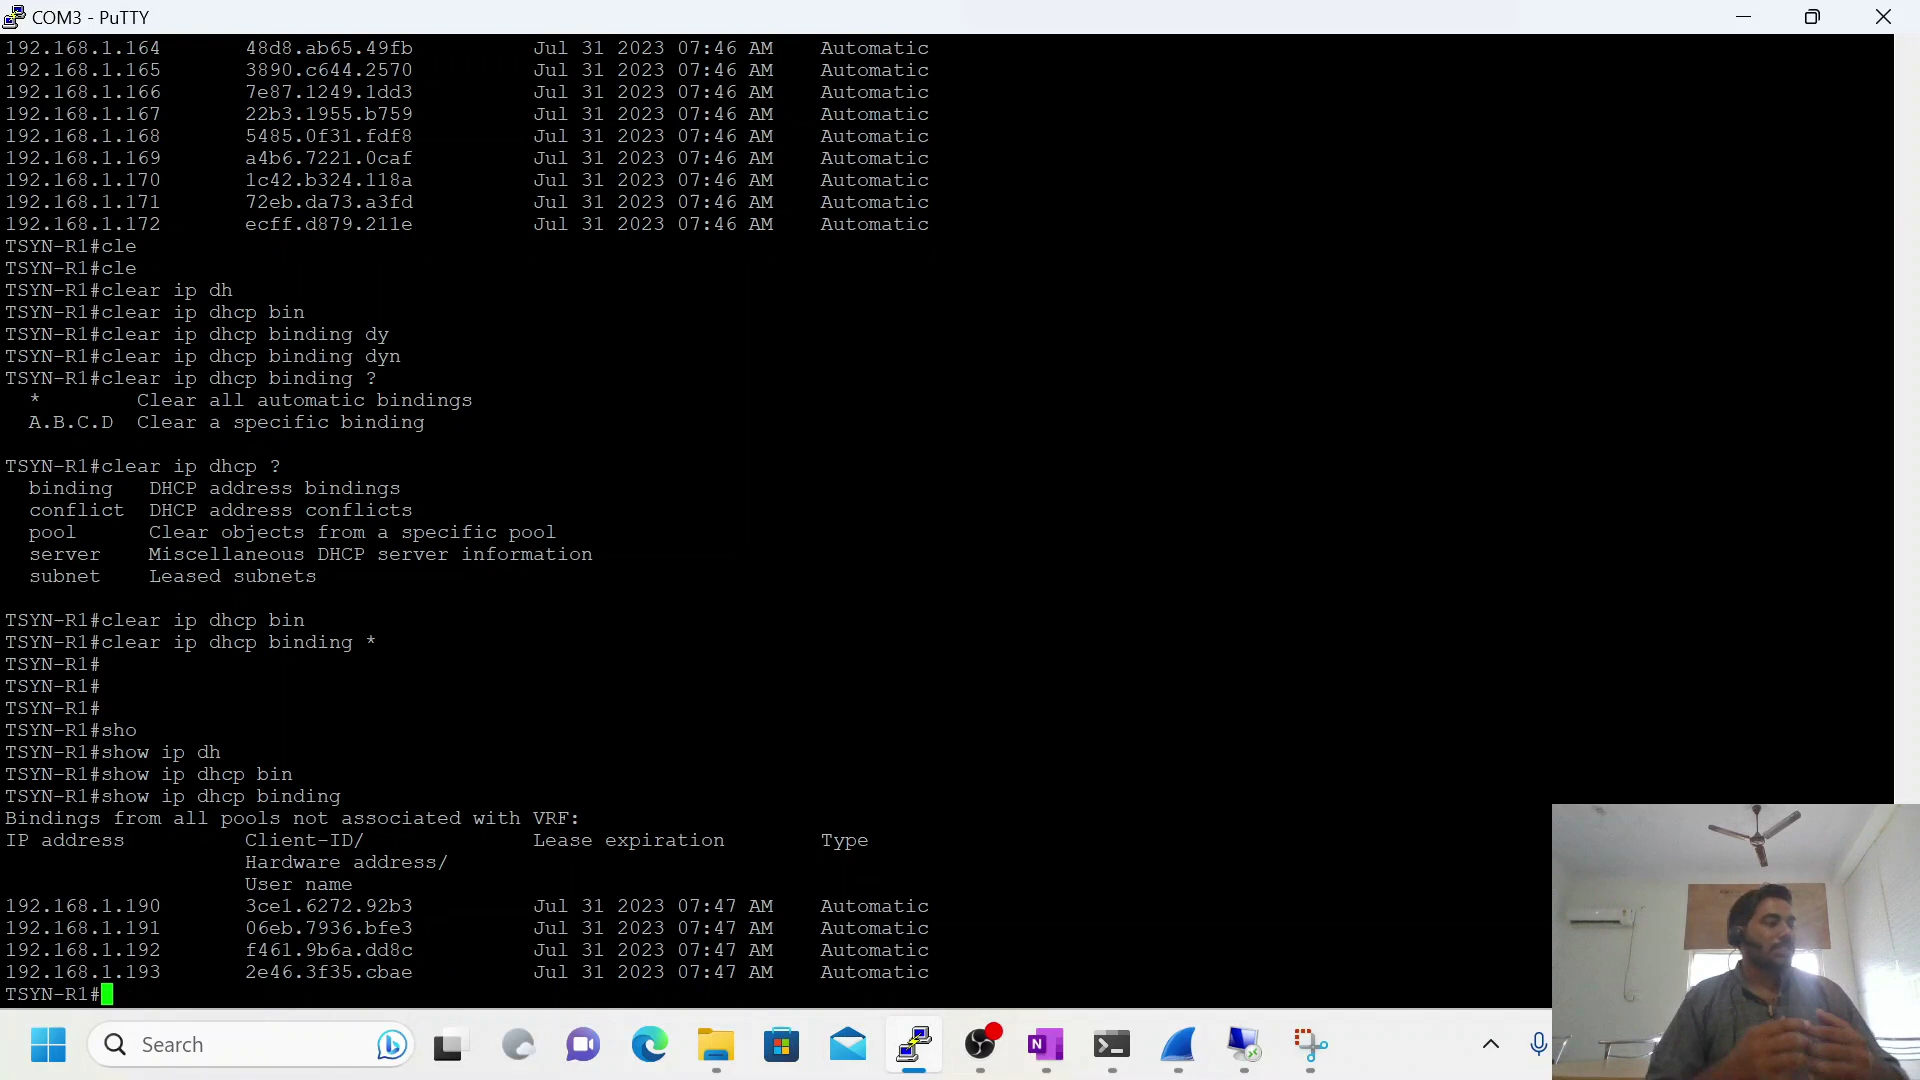 COM3 - PuTTY
192.168.1.164 48d8.ab65.49fb Jul 31 2023 07:46 AM Automatic
192.168.1.165 3890.c644.2570 Jul 31 2023 07:46 AM Automatic
192.168.1.166 7e87.1249.1dd3 Jul 31 2023 07:46 AM Automatic
192.168.1.167 22b3.1955.b759 Jul 31 2023 07:46 AM Automatic
192.168.1.168 5485.0f31.fdf8 Jul 31 2023 07:46 AM Automatic
192.168.1.169 a4b6.7221.0caf Jul 31 2023 07:46 AM Automatic
192.168.1.170 1c42.b324.118a Jul 31 2023 07:46 AM Automatic
192.168.1.171 72eb.da73.a3fd Jul 31 2023 07:46 AM Automatic
192.168.1.172 ecff.d879.211e Jul 31 2023 07:46 AM Automatic
TSYN-R1#cle
TSYN-R1#cle
TSYN-R1#clear ip dh
TSYN-R1#clear ip dhcp bin
TSYN-R1#clear ip dhcp binding dy
TSYN-R1#clear ip dhcp binding dyn
TSYN-R1#clear ip dhcp binding ?
* Clear all automatic bindings
A.B.C.D Clear a specific binding
TSYN-R1#clear ip dhcp ?
binding DHCP address bindings
conflict DHCP address conflicts
pool Clear objects from a specific pool
server Miscellaneous DHCP server information
subnet Leased subnets
TSYN-R1#clear ip dhcp bin
TSYN-R1#clear ip dhcp binding *
TSYN-R1#
TSYN-R1#
TSYN-R1#
TSYN-R1#sho
TSYN-R1#show ip dh
TSYN-R1#show ip dhcp bin
TSYN-R1#show ip dhcp binding
Bindings from all pools not associated with VRF:
IP address Client-ID/ Lease expiration Type
Hardware address/
User name
192.168.1.190 3ce1.6272.92b3 Jul 31 2023 07:47 AM Automatic
192.168.1.191 06eb.7936.bfe3 Jul 31 2023 07:47 AM Automatic
192.168.1.192 f461.9b6a.dd8c Jul 31 2023 07:47 AM Automatic
192.168.1.193 2e46.3f35.cbae Jul 31 2023 07:47 AM Automatic
TSYN-R1#
Search